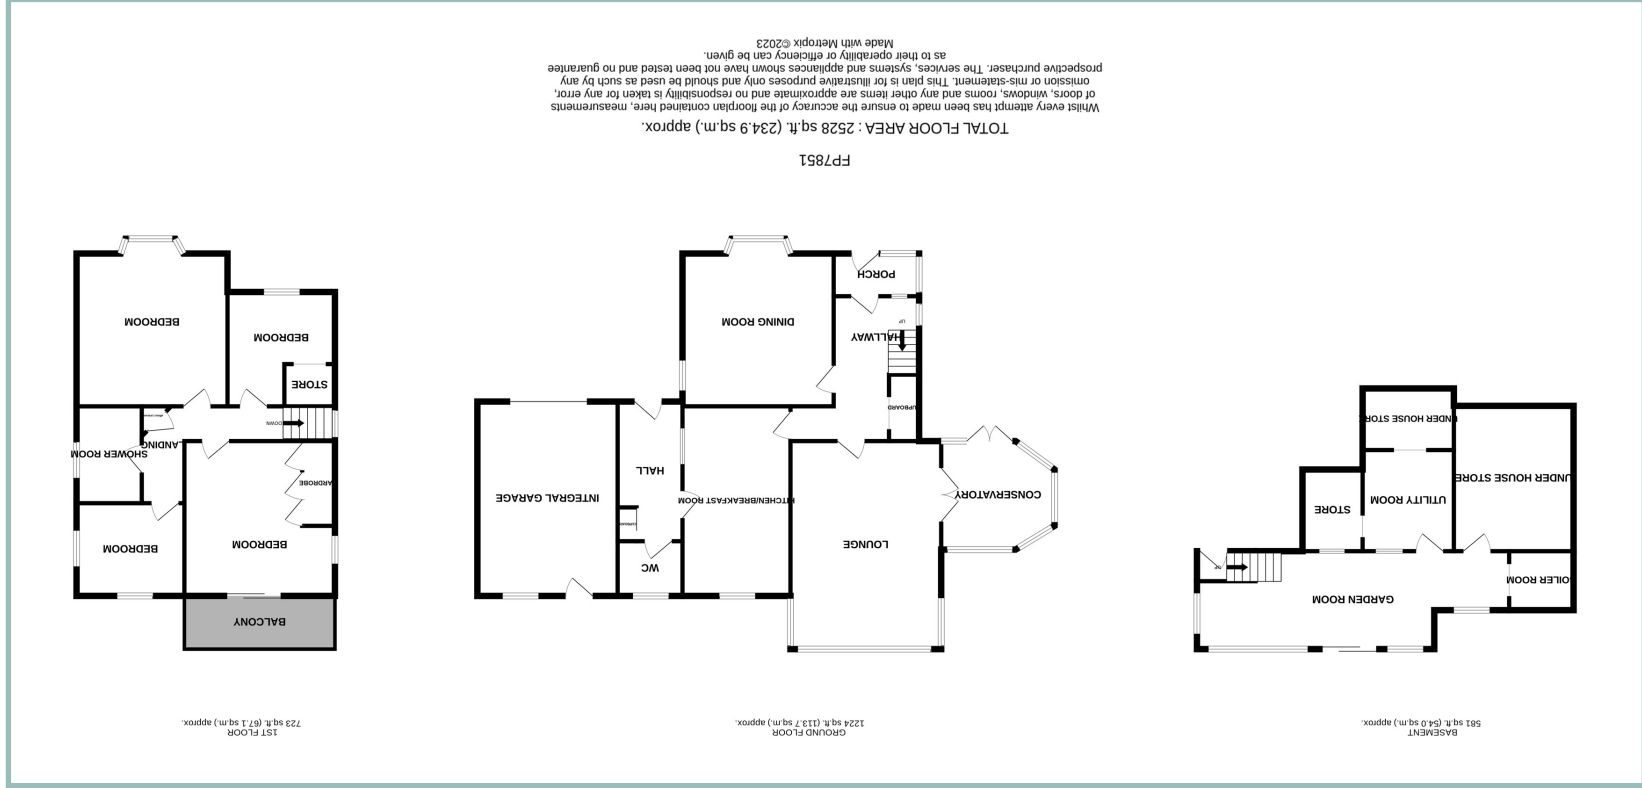 BASEMENT
581 sq.ft. (54.0 sq.m.) approx.
GARDEN ROOM
BOILER ROOM
UP
STORE
UTILITY ROOM
UNDER HOUSE STORE
UNDER HOUSE STORE
GROUND FLOOR
1224 sq.ft. (113.7 sq.m.) approx.
LOUNGE
CONSERVATORY
KITCHEN/BREAKFAST ROOM
WC
CUPBOARD
HALL
INTEGRAL GARAGE
CUPBOARD
HALLWAY
UP
DINING ROOM
PORCH
1ST FLOOR
723 sq.ft. (67.1 sq.m.) approx.
BALCONY
BEDROOM
BEDROOM
WARDROBE
SHOWER ROOM
LANDING
DOWN
STORE
BEDROOM
BEDROOM
FP7851
TOTAL FLOOR AREA : 2528 sq.ft. (234.9 sq.m.) approx.
Whilst every attempt has been made to ensure the accuracy of the floorplan contained here, measurements
of doors, windows, rooms and any other items are approximate and no responsibility is taken for any error,
omission or mis-statement. This plan is for illustrative purposes only and should be used as such by any
prospective purchaser. The services, systems and appliances shown have not been tested and no guarantee
as to their operability or efficiency can be given.
Made with Metropix ©2023